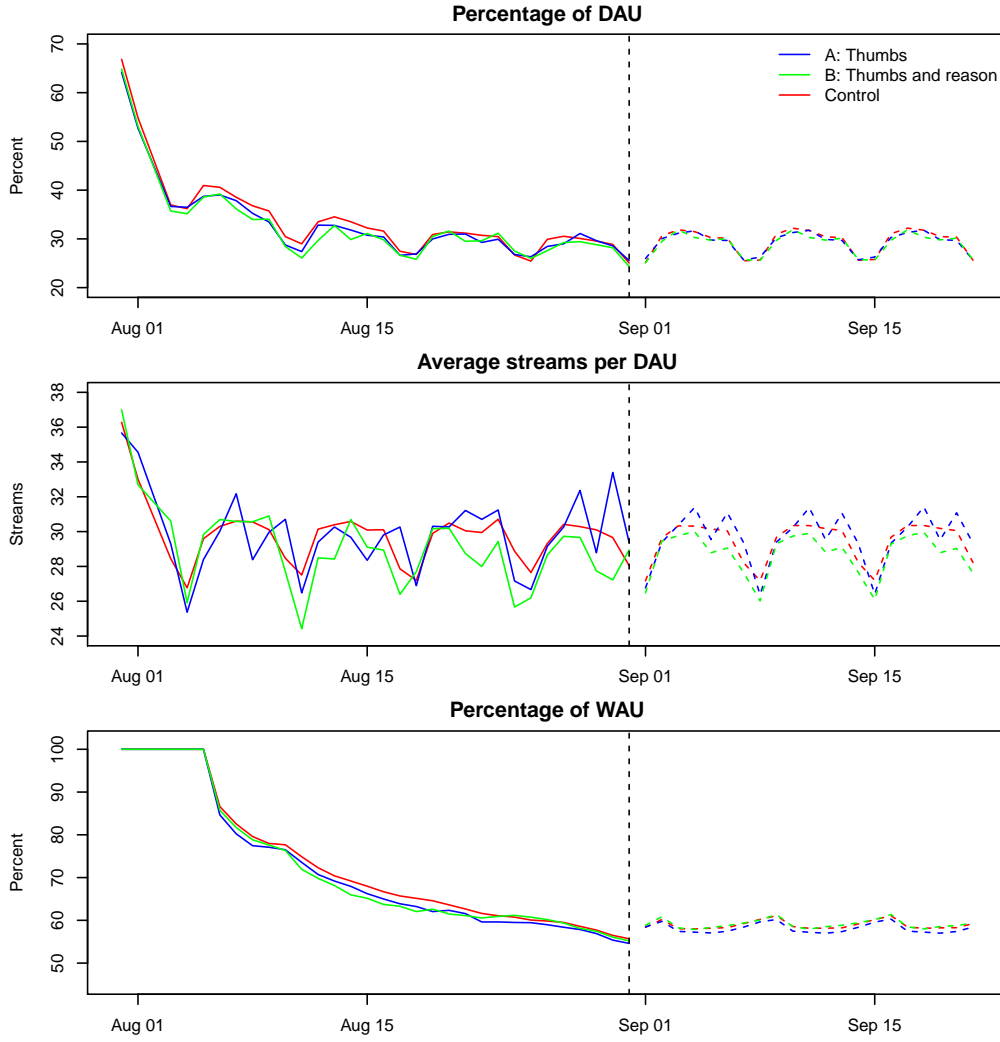 Percentage of DAU
Percent
70
60
50
40
30
20
A: Thumbs
B: Thumbs and reason
Control
Aug 01
Aug 15
Sep 01
Sep 15
Average streams per DAU
Streams
38
36
34
32
30
28
26
24
Aug 01
Aug 15
Sep 01
Sep 15
Percentage of WAU
Percent
100
90
80
70
60
50
Aug 01
Aug 15
Sep 01
Sep 15